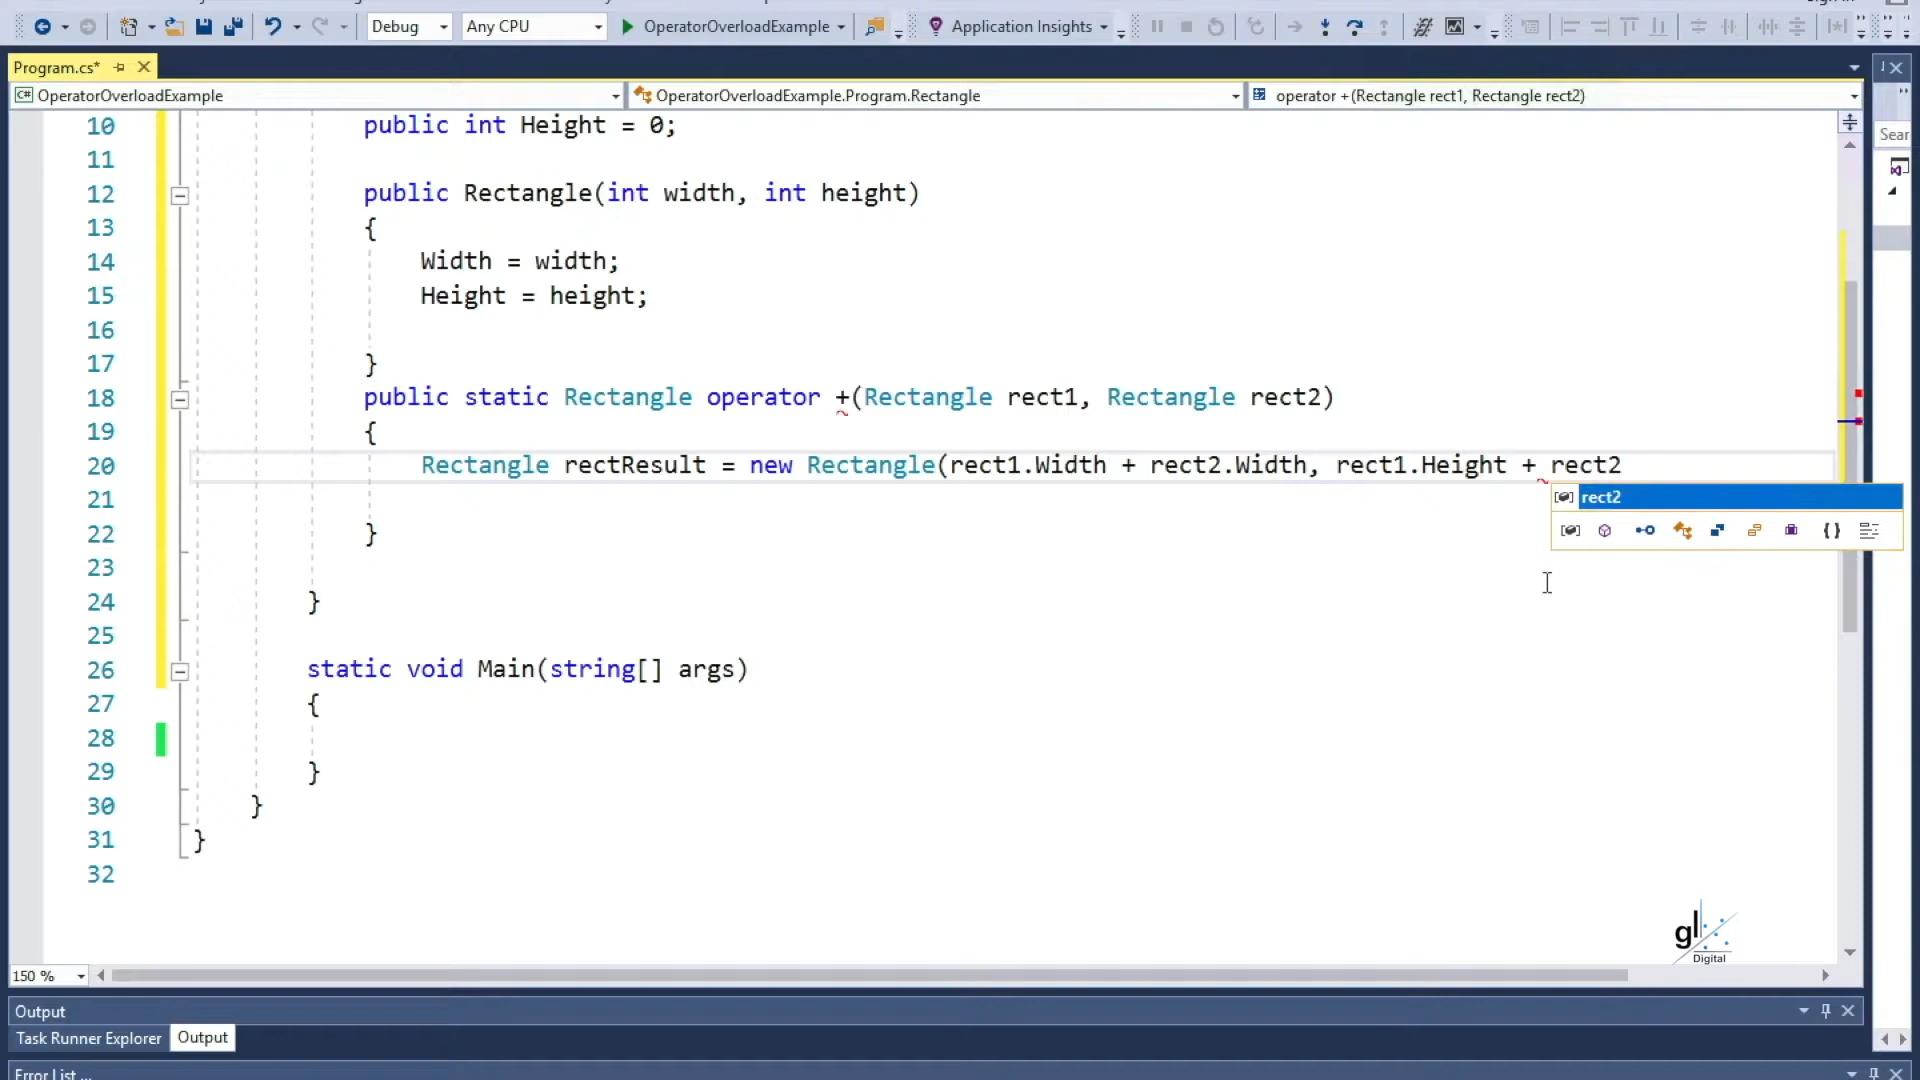 Debug Any CPU OperatorOverloadExample Application Insights
Program.cs*
OperatorOverloadExample OperatorOverloadExample.Program.Rectangle operator +(Rectangle rect1, Rectangle rect2)
Sear
10 public int Height = 0;
11
12 public Rectangle(int width, int height)
13 {
14 Width = width;
15 Height = height;
16
17 }
18 public static Rectangle operator +(Rectangle rect1, Rectangle rect2)
19 {
20 Rectangle rectResult = new Rectangle(rect1.Width + rect2.Width, rect1.Height + rect2
rect2
21
22 }
23
24 }
25
26 static void Main(string[] args)
27 {
28
29 }
30 }
31 }
32
gl
Digital
150 %
Output
Task Runner Explorer Output
Error List ...